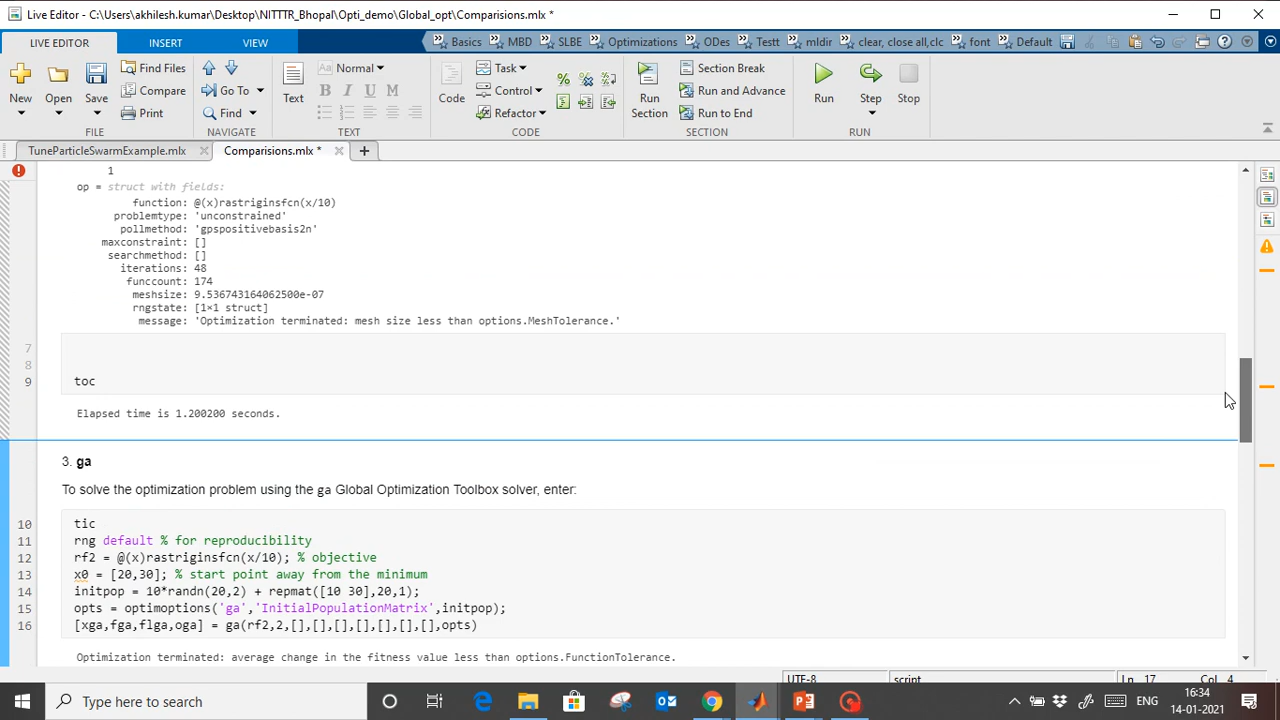 Live Editor - C:\Users\akhilesh.kumar\Desktop\NITTTR_Bhopal\Opti_demo\Global_opt\Comparisions.mlx *
LIVE EDITOR INSERT VIEW Basics MBD SLBE Optimizations ODes Testt mldir clear, close all,clc font Default
New Open Save Find Files Compare Print
Go To Find
Text Normal B I U M
Code Task Control Refactor
Run Section Section Break Run and Advance Run to End
Run Step Stop
FILE NAVIGATE TEXT CODE SECTION RUN
TuneParticleSwarmExample.mlx Comparisions.mlx *
1
op = struct with fields:
function: @(x)rastriginsfcn(x/10)
problemtype: 'unconstrained'
pollmethod: 'gpspositivebasis2n'
maxconstraint: []
searchmethod: []
iterations: 48
funccount: 174
meshsize: 9.536743164062500e-07
rngstate: [1×1 struct]
message: 'Optimization terminated: mesh size less than options.MeshTolerance.'
7
8
9 toc
Elapsed time is 1.200200 seconds.
3. ga
To solve the optimization problem using the ga Global Optimization Toolbox solver, enter:
10 tic
11 rng default % for reproducibility
12 rf2 = @(x)rastriginsfcn(x/10); % objective
13 x0 = [20,30]; % start point away from the minimum
14 initpop = 10*randn(20,2) + repmat([10 30],20,1);
15 opts = optimoptions('ga','InitialPopulationMatrix',initpop);
16 [xga,fga,flga,oga] = ga(rf2,2,[],[],[],[],[],[],[],opts)
Optimization terminated: average change in the fitness value less than options.FunctionTolerance.
UTF-8 script Ln 17 Col 4
Type here to search ENG 16:34
14-01-2021